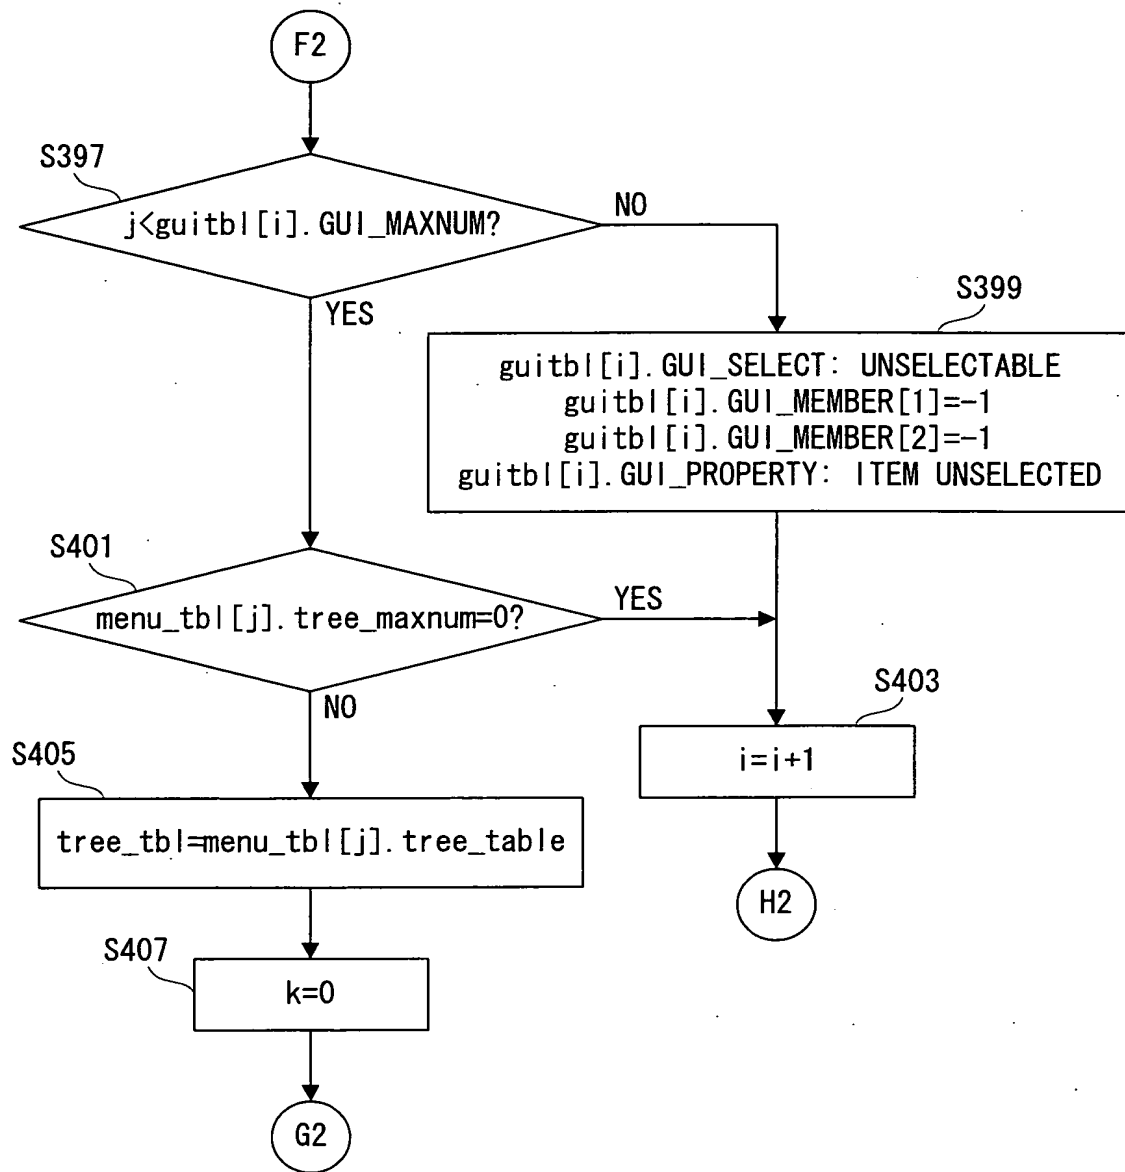 F2
S397
j<guitbl[i].GUI_MAXNUM?
NO
YES
S399
guitbl[i].GUI_SELECT: UNSELECTABLE
guitbl[i].GUI_MEMBER[1]=-1
guitbl[i].GUI_MEMBER[2]=-1
guitbl[i].GUI_PROPERTY: ITEM UNSELECTED
S401
menu_tbl[j].tree_maxnum=0?
YES
NO
S403
i=i+1
S405
tree_tbl=menu_tbl[j].tree_table
H2
S407
k=0
G2